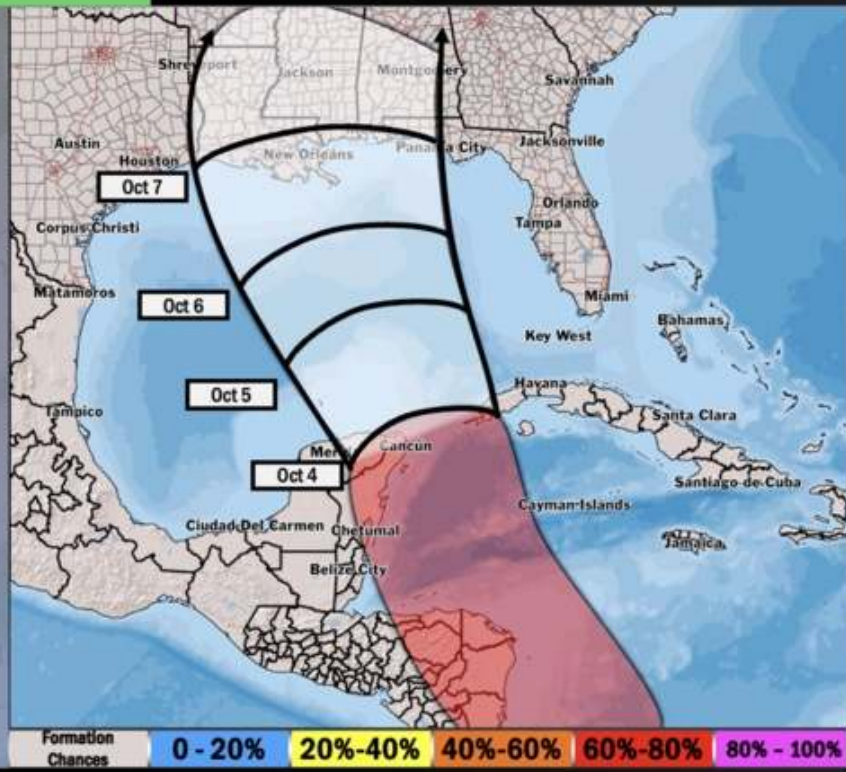 Shreveport
Jackson
Montgomery
Savannah
Austin
Houston
New Orleans
Panama City
Jacksonville
Oct 7
Orlando
Corpus Christi
Tampa
Matamoros
Oct 6
Miami
Key West
Bahamas
Oct 5
Havana
Tampico
Santa Clara
Cancún
Oct 4
Santiago de Cuba
Cayman Islands
Ciudad Del Carmen
Chetumal
Jamaica
Belize City
Formation
Chances
0 - 20%
20%-40%
40%-60%
60%-80%
80% - 100%